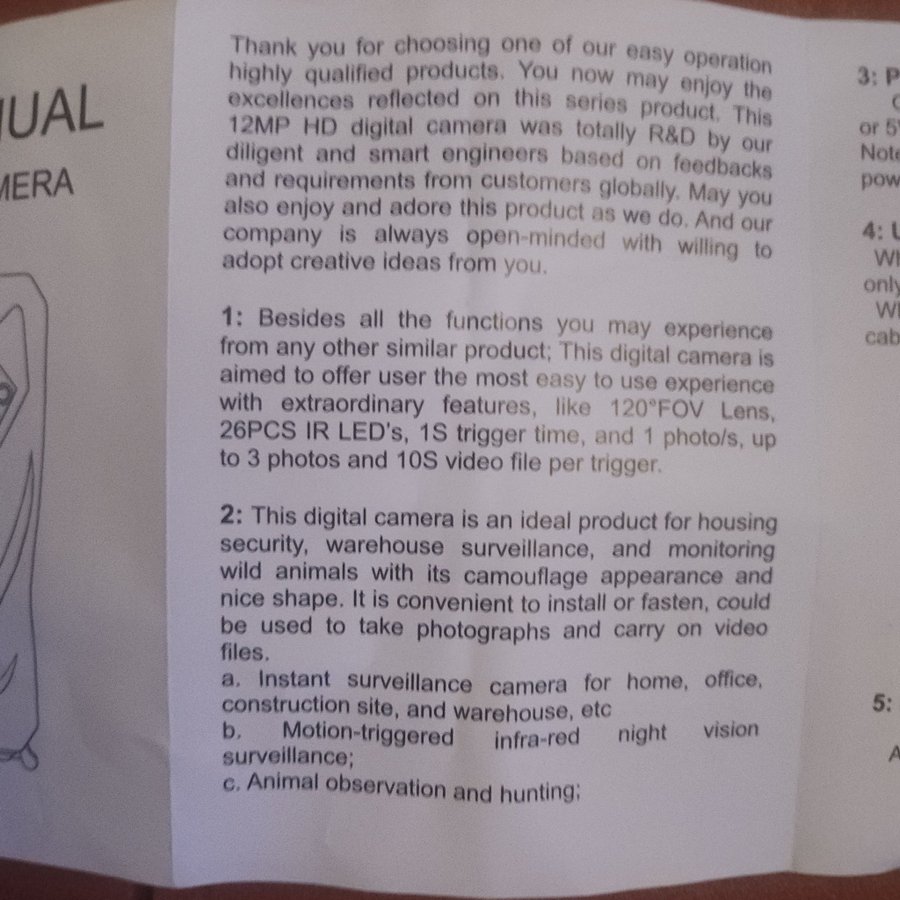 UAL
MERA
Thank you for choosing one of our easy operation
highly qualified products. You now may enjoy the
excellences reflected on this series product. This
12MP HD digital camera was totally R&D by our
diligent and smart engineers based on feedbacks
and requirements from customers globally. May you
also enjoy and adore this product as we do. And our
company is always open-minded with willing to
adopt creative ideas from you.
1: Besides all the functions you may experience
from any other similar product; This digital camera is
aimed to offer user the most easy to use experience
with extraordinary features, like 120°FOV Lens,
26PCS IR LED's, 1S trigger time, and 1 photo/s, up
to 3 photos and 10S video file per trigger.
2: This digital camera is an ideal product for housing
security, warehouse surveillance, and monitoring
wild animals with its camouflage appearance and
nice shape. It is convenient to install or fasten, could
be used to take photographs and carry on video
files.
a. Instant surveillance camera for home, office,
construction site, and warehouse, etc
b. Motion-triggered infra-red night vision
surveillance;
c. Animal observation and hunting;
3: P
or 5
Note
pow
4: U
Wh
only
Wh
cab
5:
A